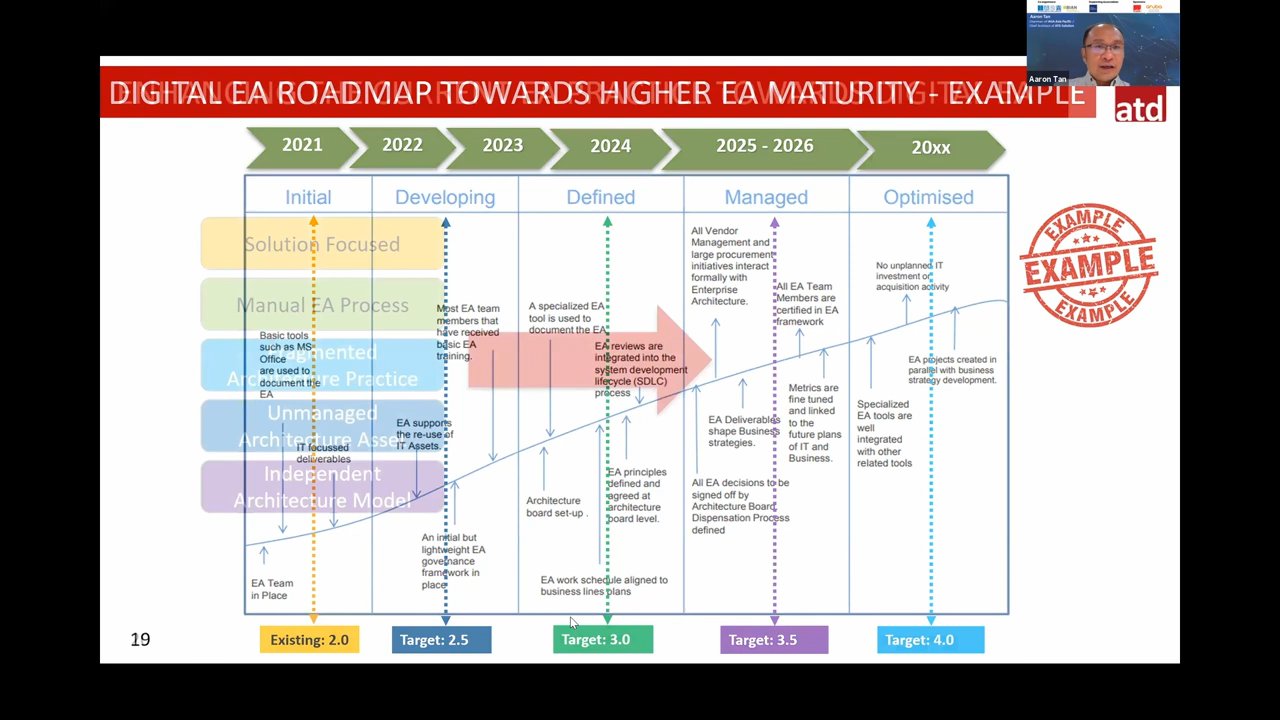 Aaron Tan
Aaron Tan
DIGITAL EA ROADMAP TOWARDS HIGHER EA MATURITY - EXAMPLE
atd
2021
2022
2023
2024
2025 - 2026
20xx
Initial
Developing
Defined
Managed
Optimised
Solution Focused
Manual EA Process
Architecture Practice
Unmanaged
Independent
Architecture Model
Basic tools
such as MS
Office
are used to
document the
EA
IT focussed
deliverables
EA Team
in Place
Most EA team
members that
have received
basic EA
training.
EA supports
the re-use of
IT Assets.
An initial but
lightweight EA
governance
framework in
place
A specialized EA
tool is used to
document the EA
EA reviews are
integrated into the
system development
lifecycle (SDLC)
process
Architecture
board set-up .
EA principles
defined and
agreed at
architecture
board level.
EA work schedule aligned to
business lines plans
All Vendor
Management and
large procurement
initiatives interact
formally with
Enterprise
Architecture.
All EA Team
Members are
certified in EA
framework
EA Deliverables
shape Business
strategies.
Metrics are
fine tuned
and linked
to the
future plans
of IT and
Business.
All EA decisions to be
signed off by
Architecture Board,
Dispensation Process
defined
No unplanned IT
investment or
acquisition activity
EA projects created in
parallel with business
strategy development.
Specialized
EA tools are
well
integrated
with other
related tools
EXAMPLE
EXAMPLE
EXAMPLE
19
Existing: 2.0
Target: 2.5
Target: 3.0
Target: 3.5
Target: 4.0